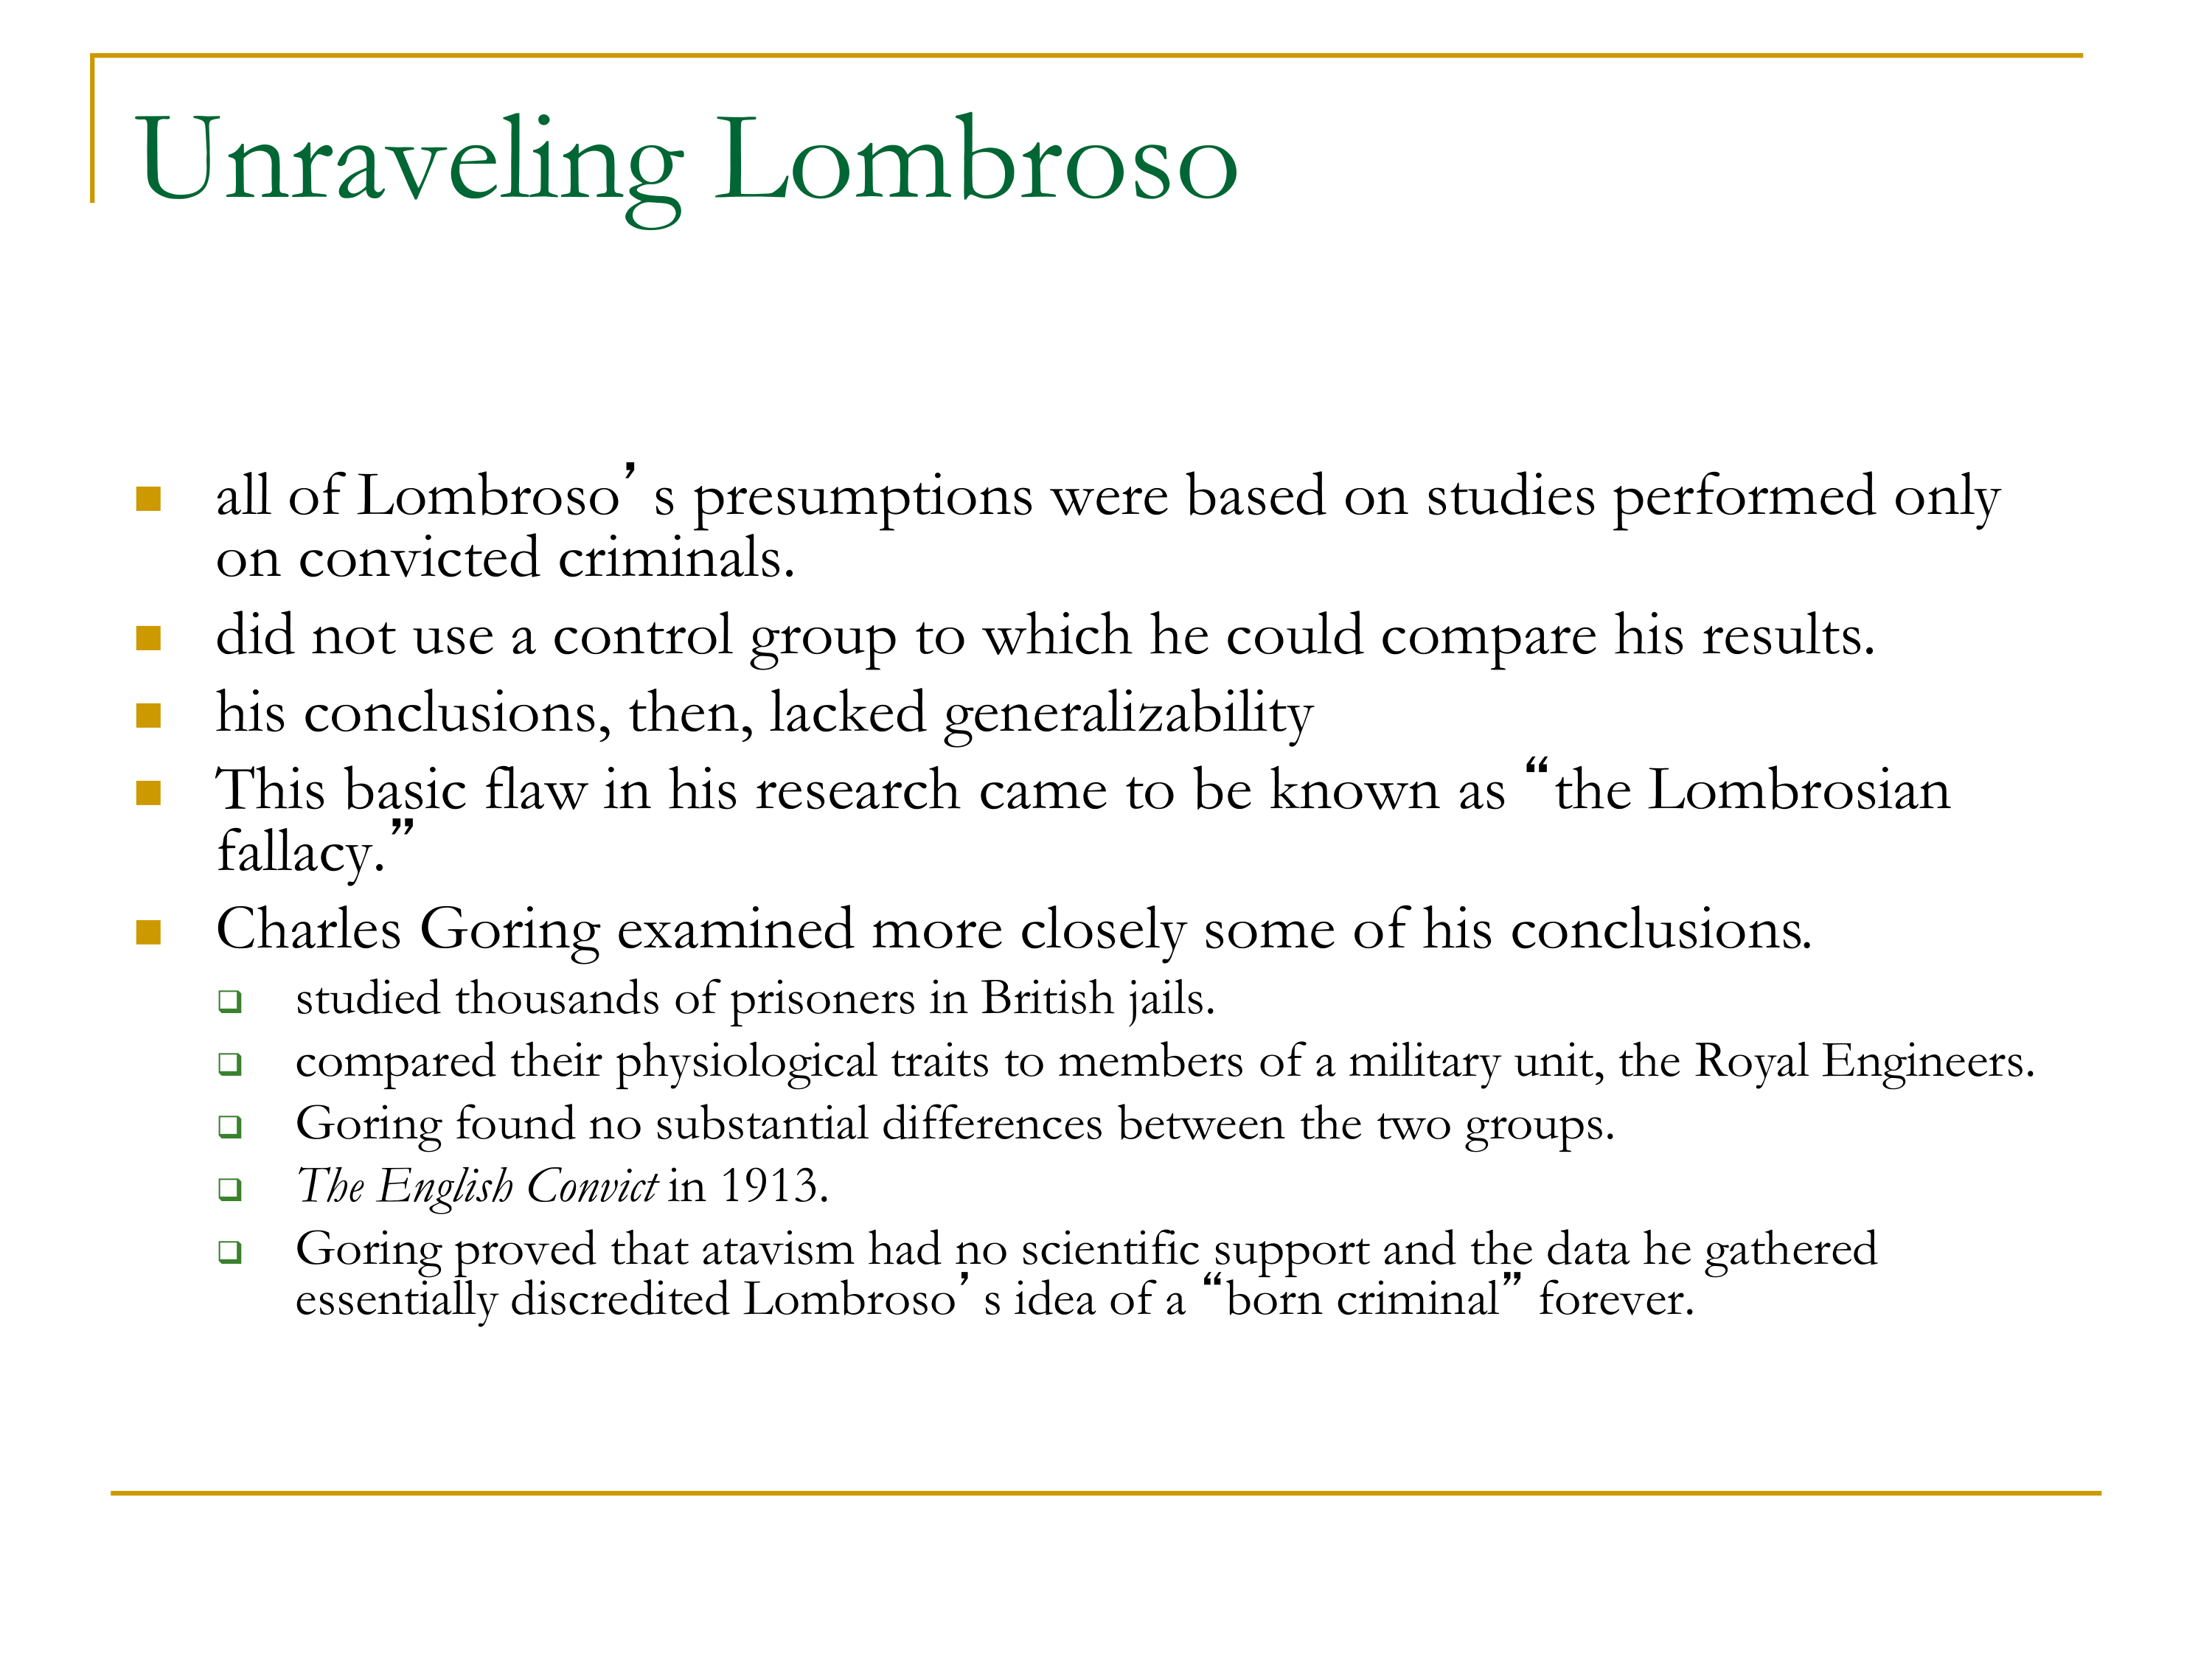 Unraveling Lombroso
all of Lombroso’s presumptions were based on studies performed only
on convicted criminals.
did not use a control group to which he could compare his results.
his conclusions, then, lacked generalizability
This basic flaw in his research came to be known as “the Lombrosian
fallacy.”
Charles Goring examined more closely some of his conclusions.
studied thousands of prisoners in British jails.
compared their physiological traits to members of a military unit, the Royal Engineers.
Goring found no substantial differences between the two groups.
The English Convict in 1913.
Goring proved that atavism had no scientific support and the data he gathered
essentially discredited Lombroso’s idea of a “born criminal” forever.